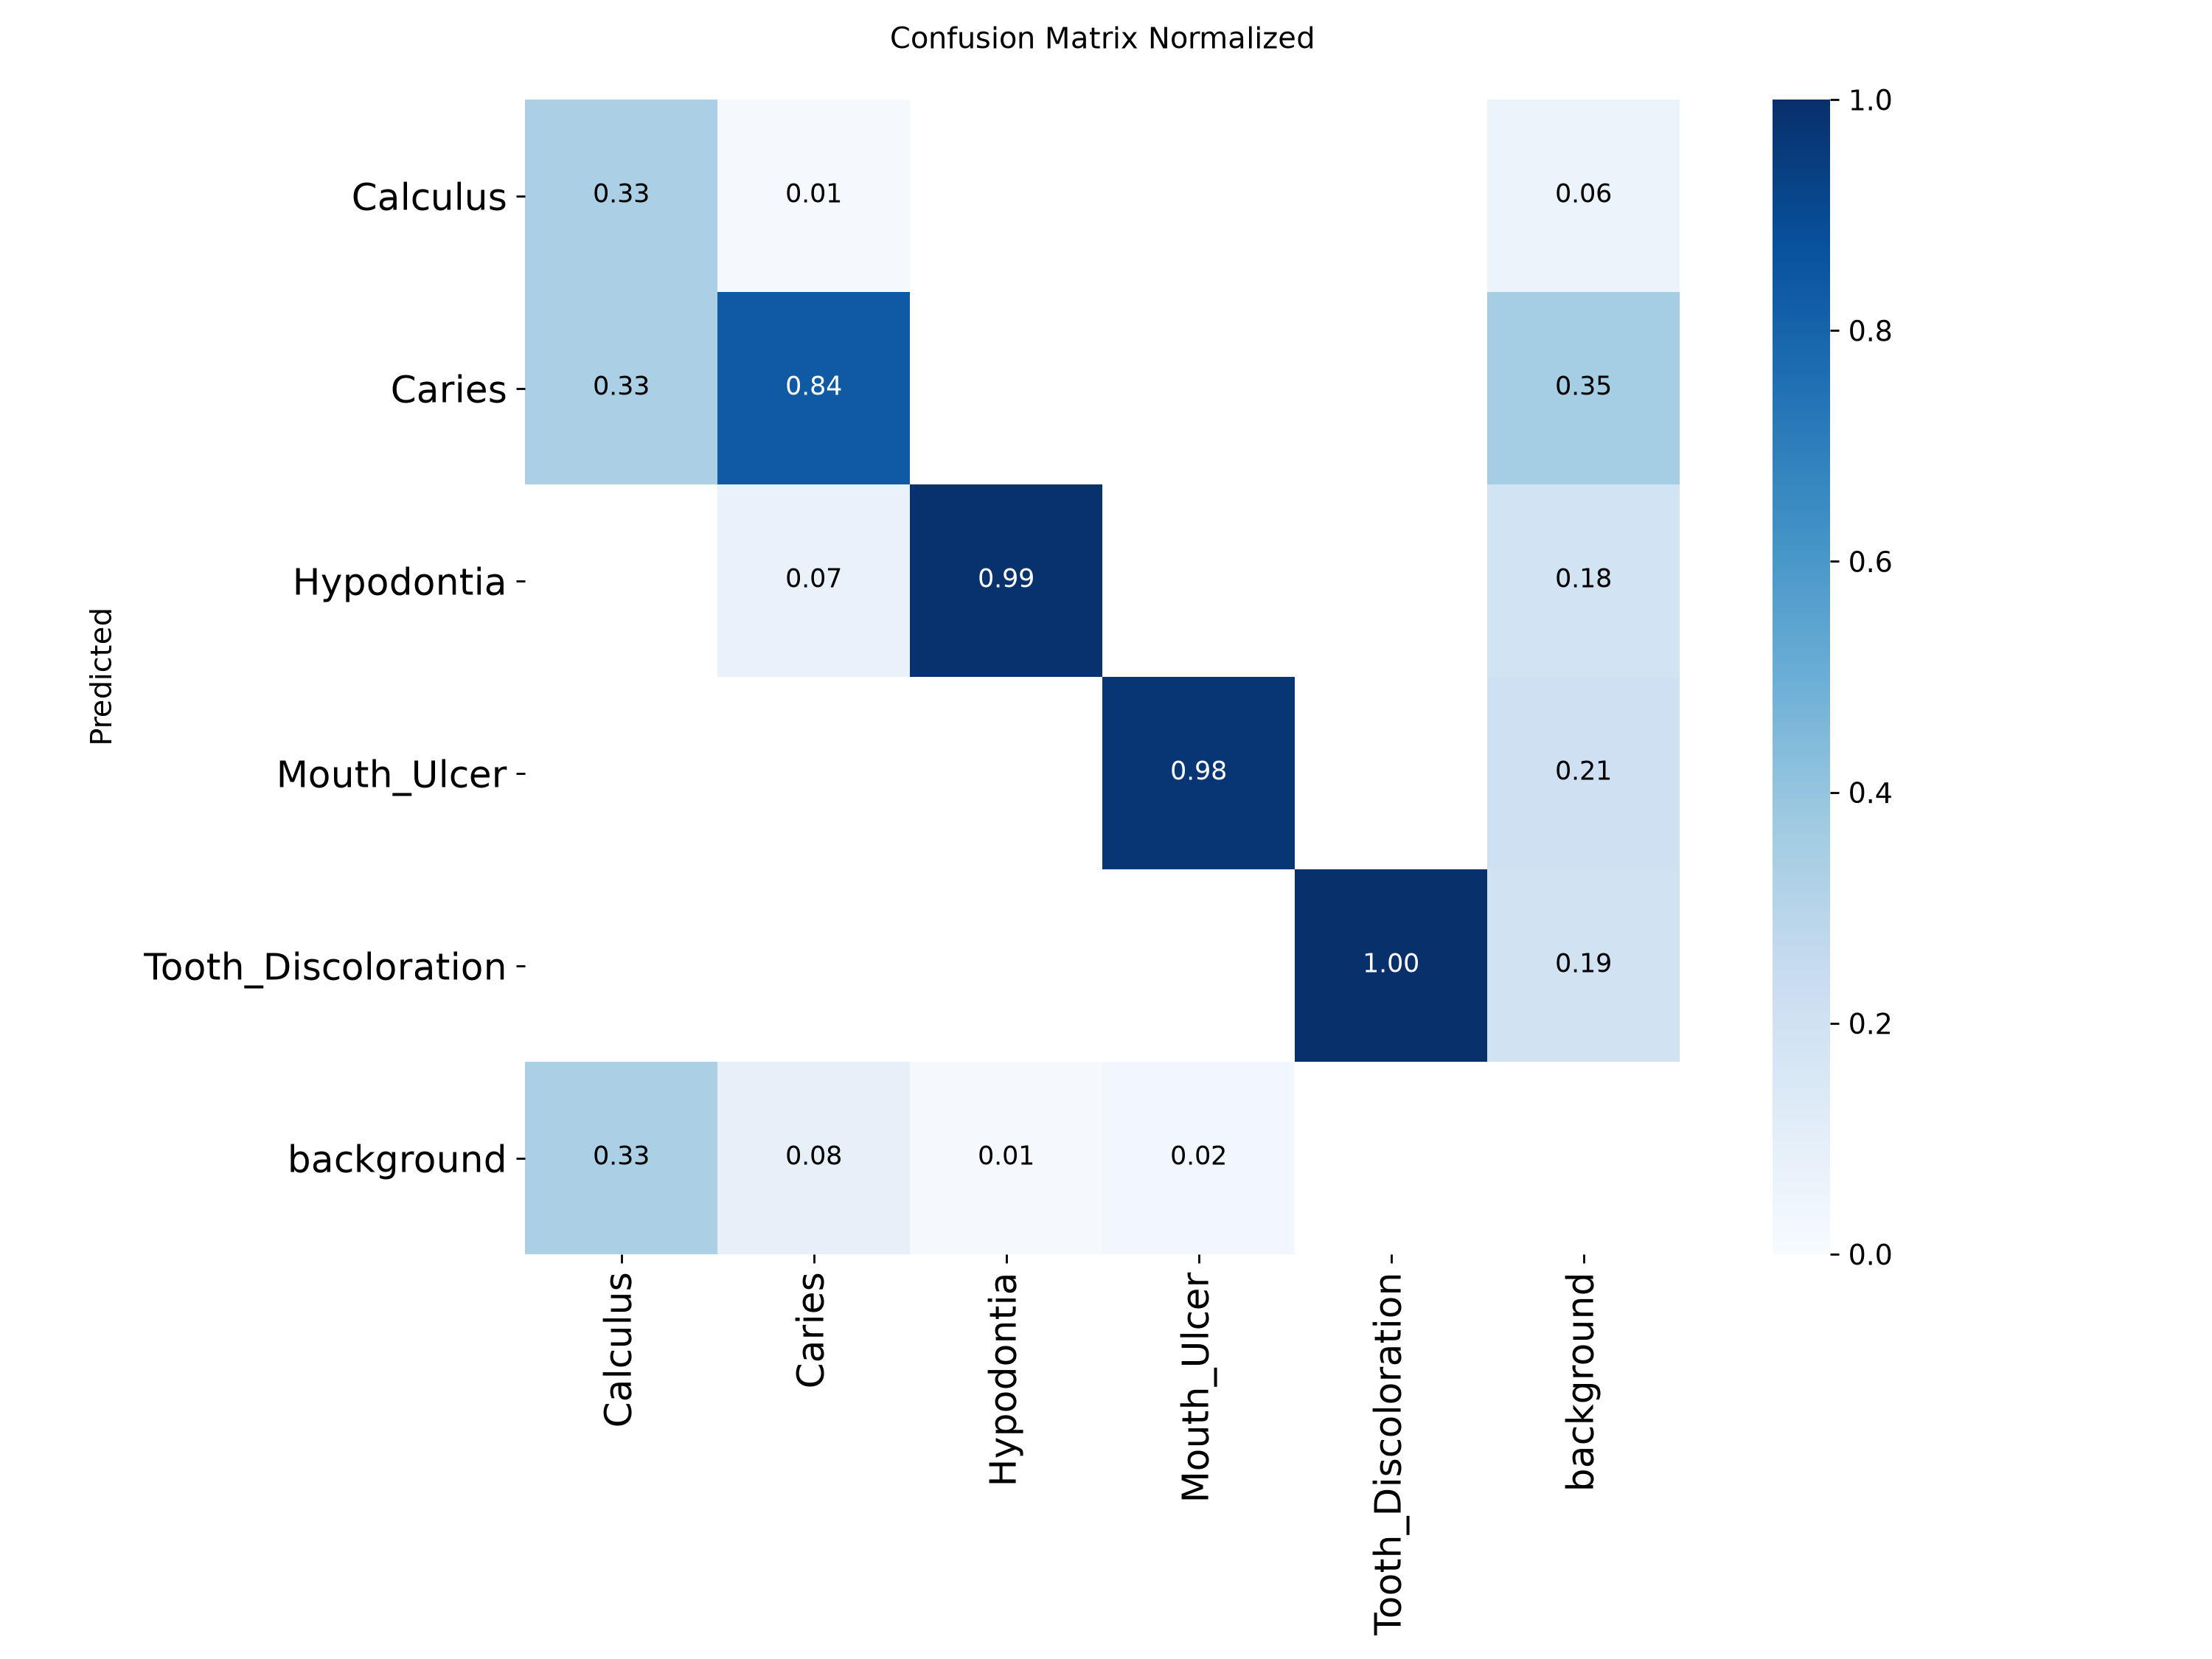 Confusion Matrix Normalized
Predicted
Calculus 0.33 0.01 0.06
Caries 0.33 0.84 0.35
Hypodontia 0.07 0.99 0.18
Mouth_Ulcer 0.98 0.21
Tooth_Discoloration 1.00 0.19
background 0.33 0.08 0.01 0.02
Calculus Caries Hypodontia Mouth_Ulcer Tooth_Discoloration background
1.0
0.8
0.6
0.4
0.2
0.0